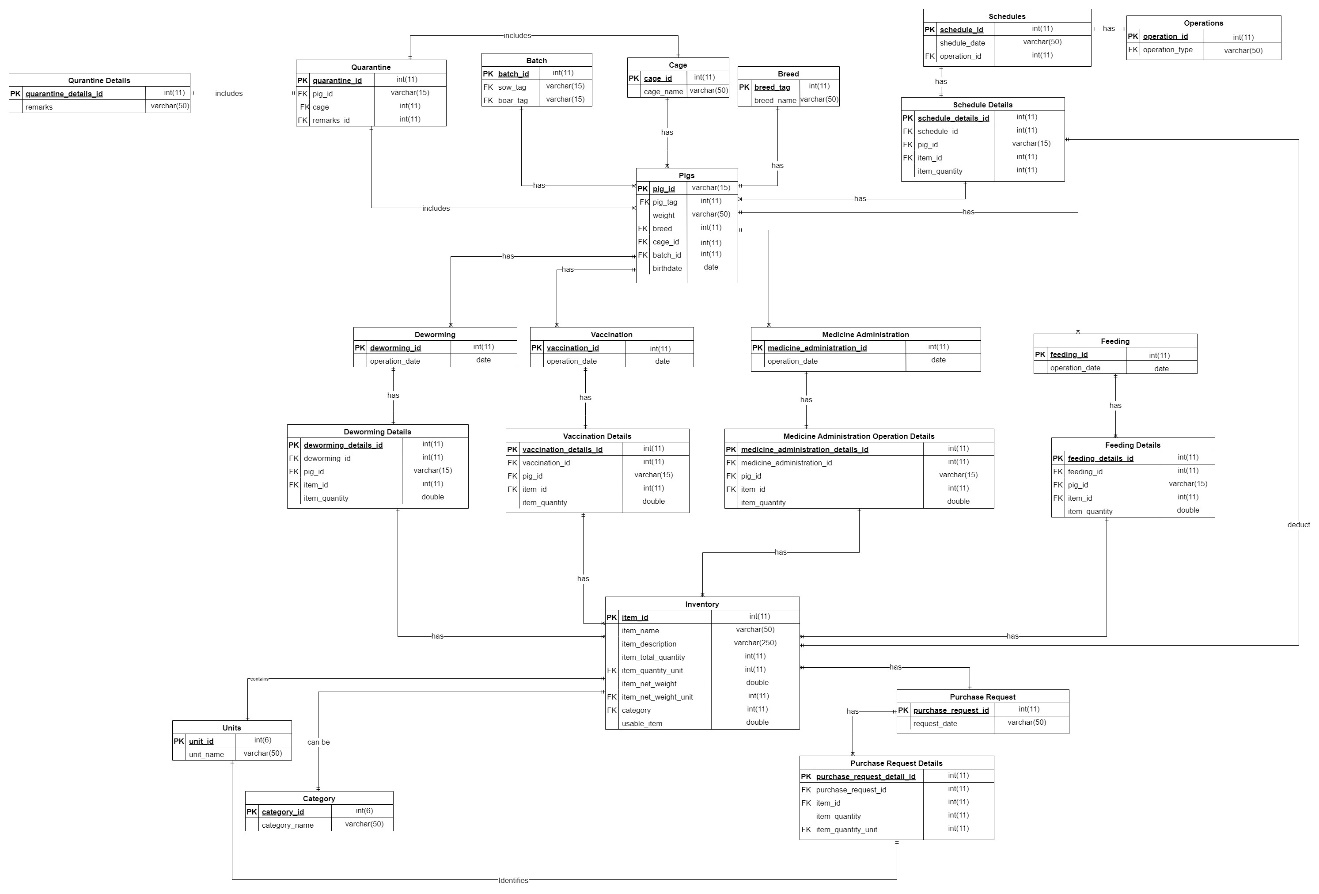 Schedules
PK schedule_id int(11)
shedule_date varchar(50)
FK operation_id int(11)
has
Operations
PK operation_id int(11)
FK operation_type varchar(50)
includes
Qurantine Details
PK qurantine_details_id int(11)
remarks varchar(50)
includes
Quarantine
PK quarantine_id int(11)
FK pig_id varchar(15)
FK cage int(11)
FK remarks_id int(11)
Batch
PK batch_id int(11)
FK sow_tag varchar(15)
FK boar_tag varchar(15)
Cage
PK cage_id int(11)
cage_name varchar(50)
Breed
PK breed_tag int(11)
breed_name varchar(50)
has
Schedule Details
PK schedule_details_id int(11)
FK schedule_id int(11)
FK pig_id varchar(15)
FK item_id int(11)
item_quantity int(11)
has
has
has
includes
Pigs
PK pig_id varchar(15)
FK pig_tag int(11)
weight varchar(50)
FK breed int(11)
FK cege_id int(11)
FK batch_id int(11)
birthdate date
has
has
has
has
Deworming
PK deworming_id int(11)
operation_date date
Vaccination
PK vaccination_id int(11)
operation_date date
Medicine Administration
PK medicine_administration_id int(11)
operation_date date
Feeding
PK feeding_id int(11)
operation_date date
has
has
has
has
Deworming Details
PK deworming_details_id int(11)
FK deworming_id int(11)
FK pig_id varchar(15)
FK item_id int(11)
item_quantity double
Vaccination Details
PK vaccination_details_id int(11)
FK vaccination_id int(11)
FK pig_id varchar(15)
FK item_id int(11)
item_quantity double
Medicine Administration Operation Details
PK medicine_administration_details_id int(11)
FK medicine_administration_id int(11)
FK pig_id varchar(15)
FK item_id int(11)
item_quantity double
Feeding Details
PK feeding_details_id int(11)
FK feeding_id int(11)
FK pig_id varchar(15)
FK item_id int(11)
item_quantity double
deduct
has
has
has
has
Inventory
PK item_id int(11)
item_name varchar(50)
item_description varchar(250)
item_total_quantity int(11)
FK item_quantity_unit int(11)
item_net_weight double
FK item_net_weight_unit int(11)
FK category int(11)
usable_item double
contains
can be
has
has
Units
PK unit_id int(6)
unit_name varchar(50)
Category
PK category_id int(6)
category_name varchar(50)
Purchase Request
PK purchase_request_id int(11)
request_date varchar(50)
Purchase Request Details
PK purchase_request_detail_id int(11)
FK purchase_request_id int(11)
FK item_id int(11)
item_quantity int(11)
FK item_quantity_unit int(11)
Identifies